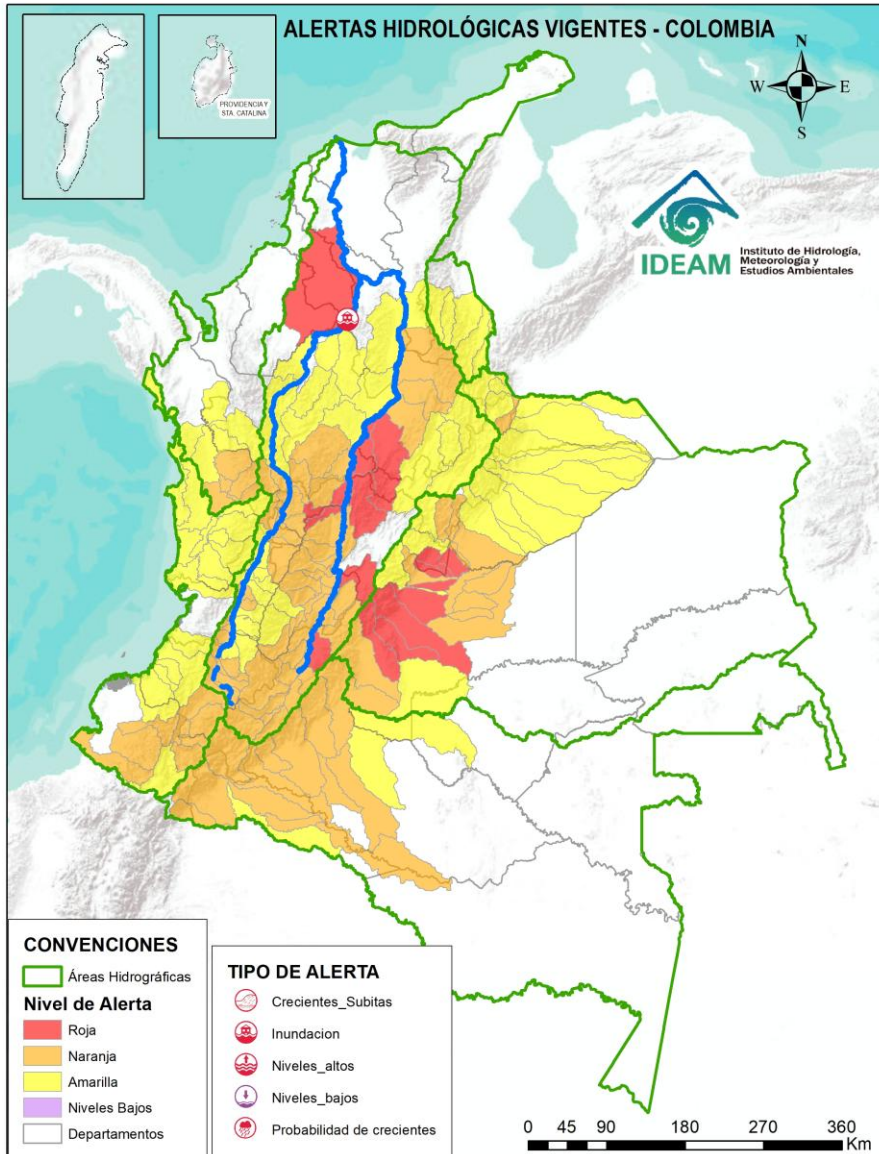 ALERTAS HIDROLÓGICAS VIGENTES - COLOMBIA
PROVIDENCIA Y
STA. CATALINA
N
W
E
S
IDEAM
Instituto de Hidrología,
Meteorología y
Estudios Ambientales
CONVENCIONES
Áreas Hidrográficas
Nivel de Alerta
Roja
Naranja
Amarilla
Niveles Bajos
Departamentos
TIPO DE ALERTA
Crecientes_Subitas
Inundacion
Niveles_altos
Niveles_bajos
Probabilidad de crecientes
0 45 90 180 270 360
Km